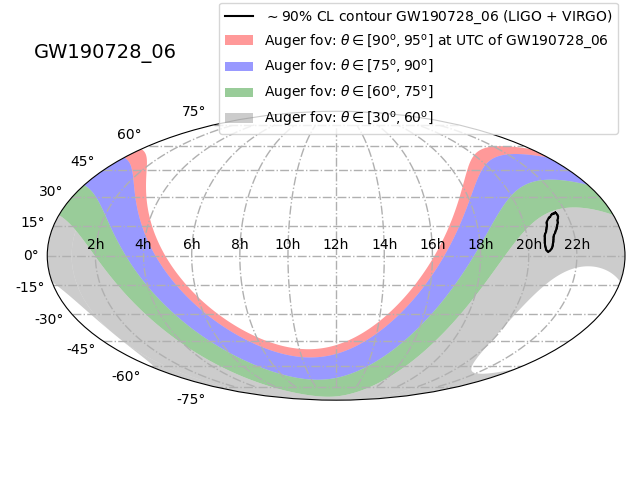 ~90% CL contour GW190728_06 (LIGO + VIRGO)
GW190728_06
Auger fov: θ ∈ [90°, 95°] at UTC of GW190728_06
Auger fov: θ ∈ [75°, 90°]
Auger fov: θ ∈ [60°, 75°]
Auger fov: θ ∈ [30°, 60°]
75°
60°
45°
30°
15°
0°
2h 4h 6h 8h 10h 12h 14h 16h 18h 20h 22h
-15°
-30°
-45°
-60°
-75°